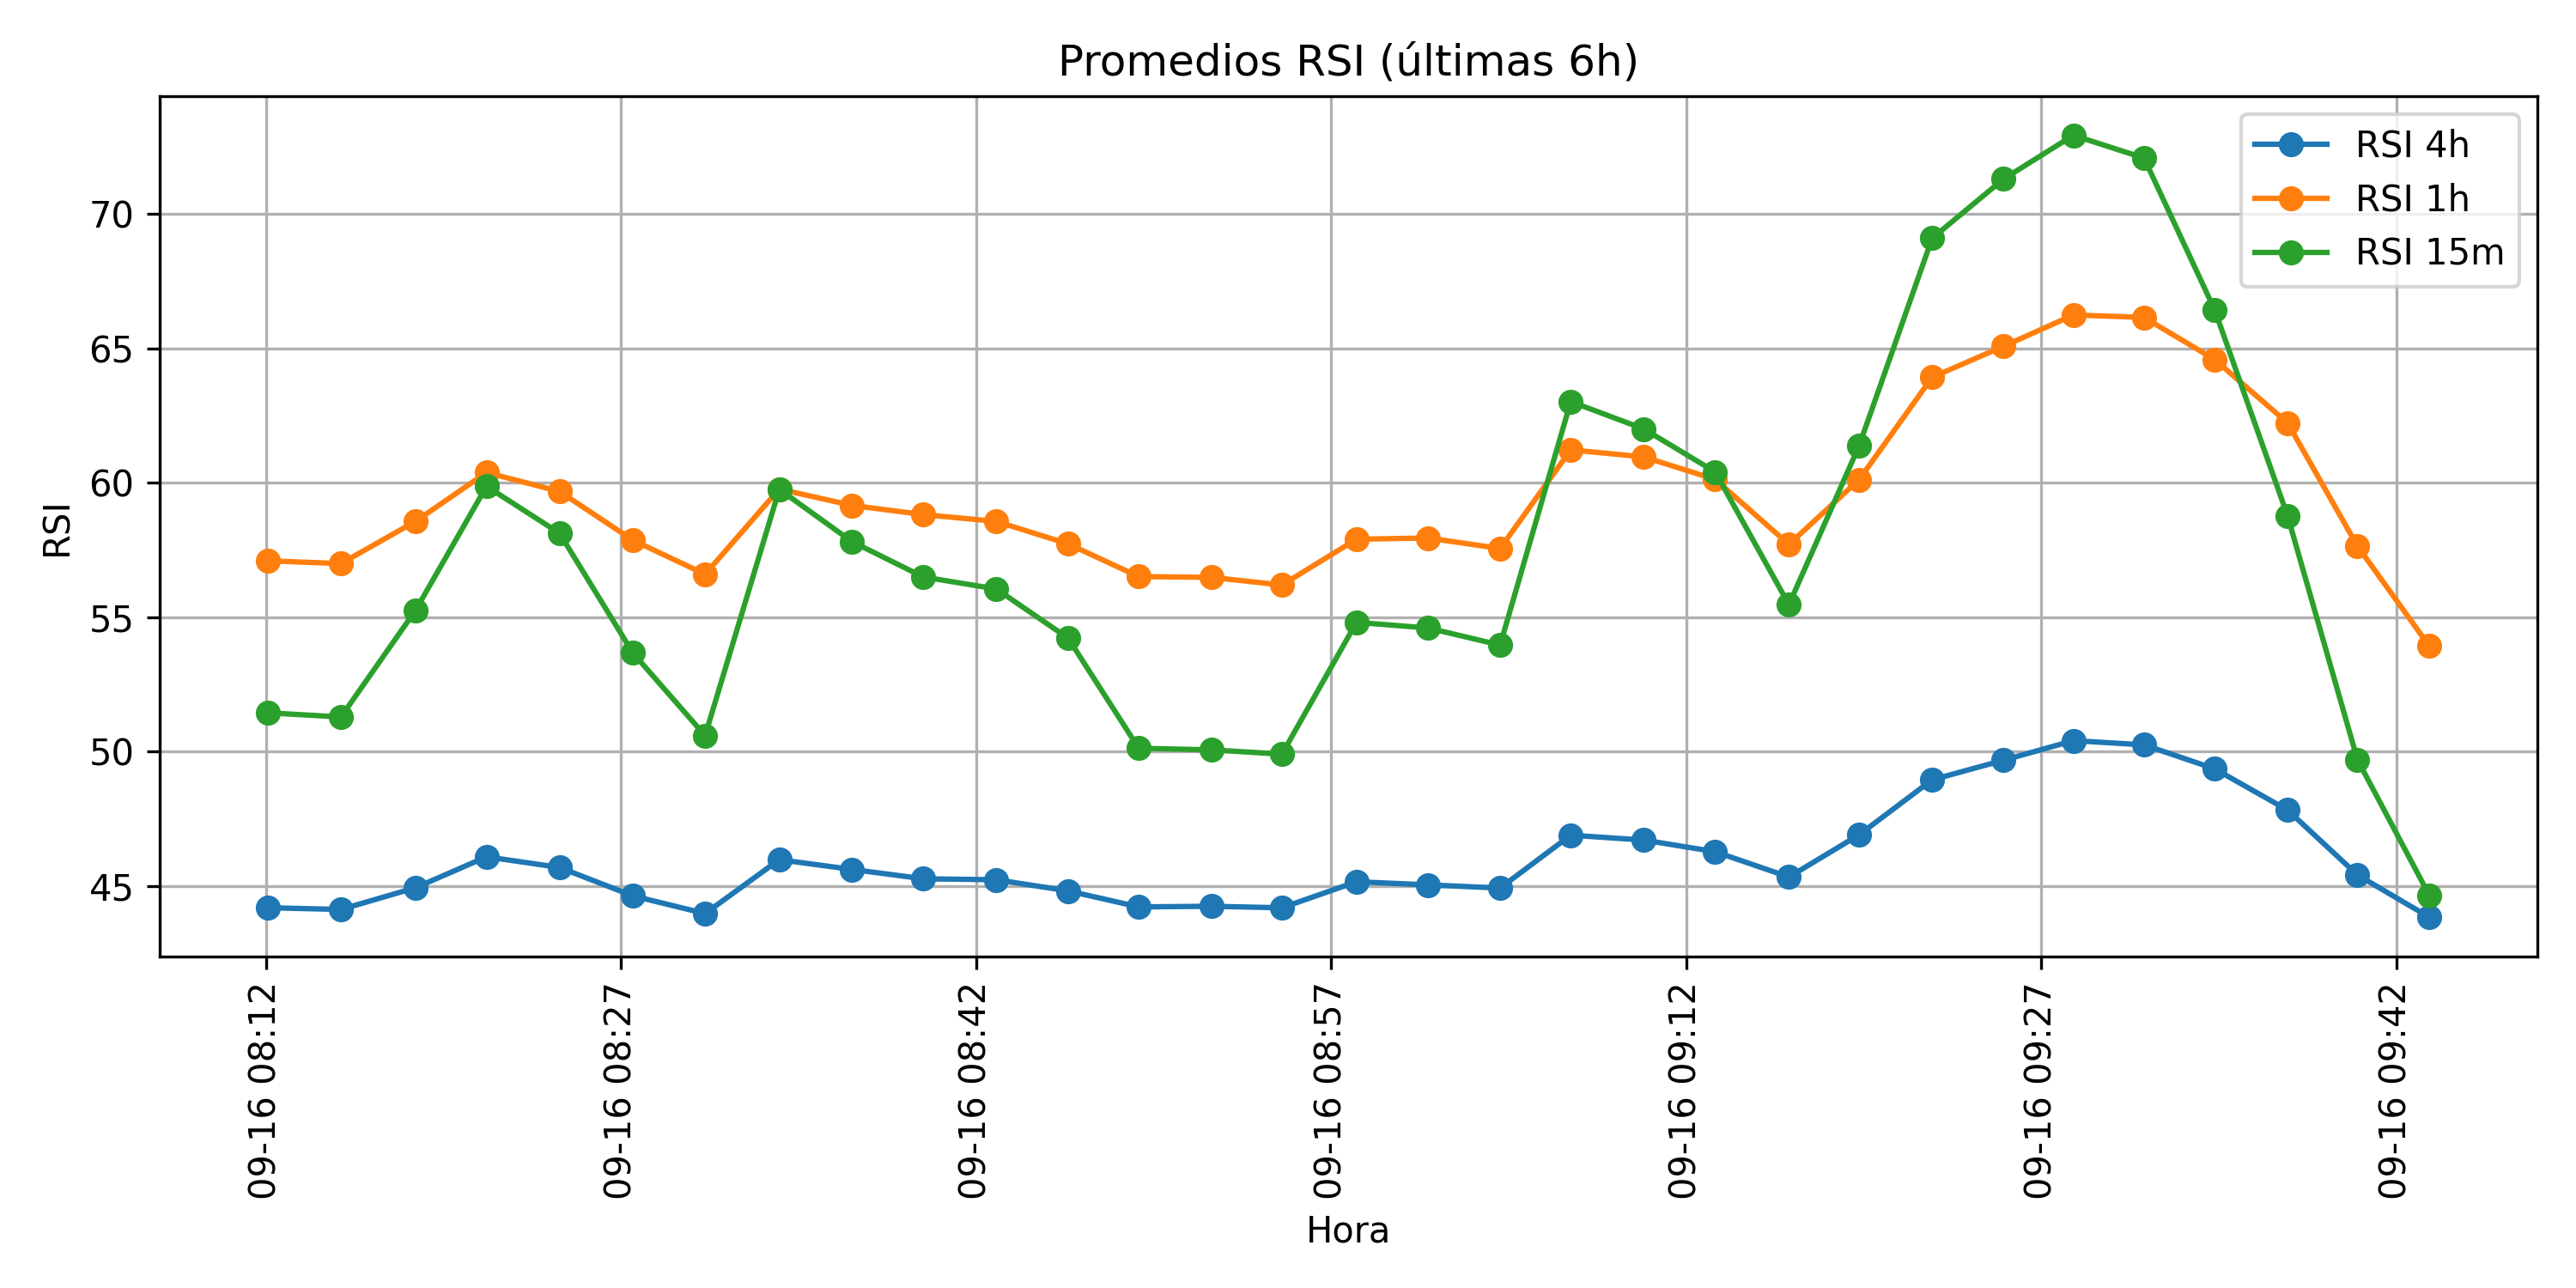 Promedios RSI (últimas 6h)
RSI 4h
RSI 1h
RSI 15m
RSI
70
65
60
55
50
45
09-16 08:12
09-16 08:27
09-16 08:42
09-16 08:57
09-16 09:12
09-16 09:27
09-16 09:42
Hora